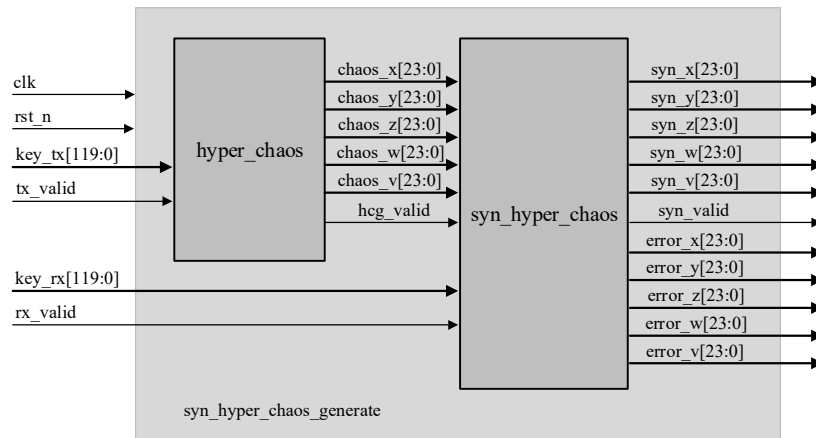 clk
rst_n
key_tx[119:0]
tx_valid
key_rx[119:0]
rx_valid
hyper_chaos
chaos_x[23:0]
chaos_y[23:0]
chaos_z[23:0]
chaos_w[23:0]
chaos_v[23:0]
hcg_valid
syn_hyper_chaos
syn_x[23:0]
syn_y[23:0]
syn_z[23:0]
syn_w[23:0]
syn_v[23:0]
syn_valid
error_x[23:0]
error_y[23:0]
error_z[23:0]
error_w[23:0]
error_v[23:0]
syn_hyper_chaos_generate